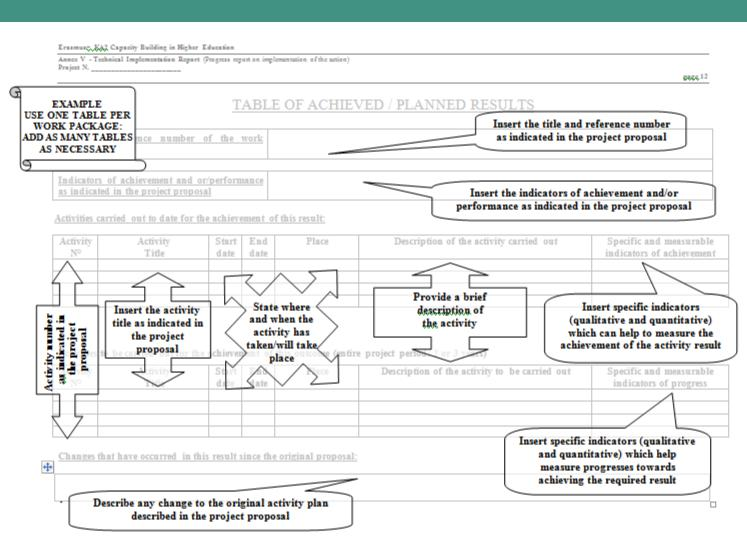 Erasmus+ KA2 Capacity Building in Higher Education
Annex V - Technical Implementation Report (Progress report on implementation of the action)
Project N.
page 12
EXAMPLE
USE ONE TABLE PER
WORK PACKAGE:
ADD AS MANY TABLES
AS NECESSARY
TABLE OF ACHIEVED / PLANNED RESULTS
number of the work
Insert the title and reference number
as indicated in the project proposal
Indicators of achievement and or/performance
as indicated in the project proposal
Insert the indicators of achievement and/or
performance as indicated in the project proposal
Activities carried out to date for the achievement of this result:
Activity Activity Start End Place Description of the activity carried out Specific and measurable
N° Title date date indicators of achievement
Activity number
as indicated in
the project
proposal
Insert the activity
title as indicated in
the project
proposal
State where
and when the
activity has
taken/will take
place
Provide a brief
description of
the activity
Insert specific indicators
(qualitative and quantitative)
which can help to measure the
achievement of the activity result
Description of the activity to be carried out Specific and measurable
indicators of progress
Changes that have occurred in this result since the original proposal:
Insert specific indicators (qualitative
and quantitative) which help
measure progresses towards
achieving the required result
Describe any change to the original activity plan
described in the project proposal